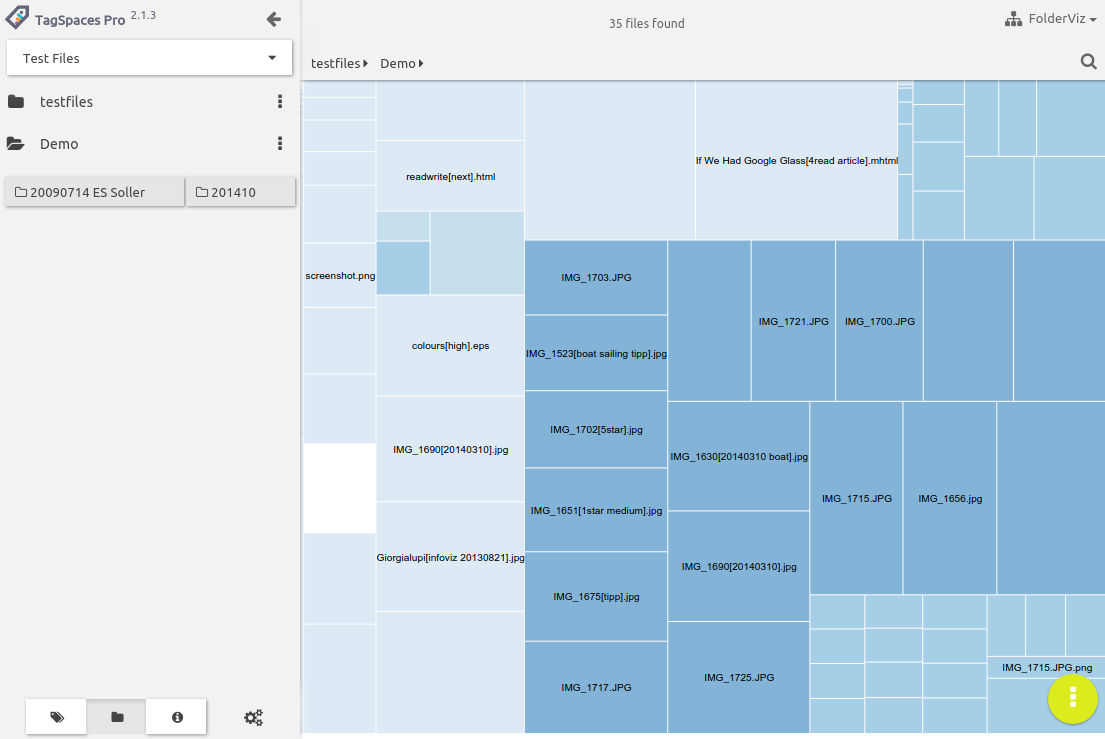 TagSpaces Pro 2.1.3
35 files found
FolderViz
Test Files
testfiles Demo
testfiles
Demo
20090714 ES Soller
201410
If We Had Google Glass[4read article].mhtml
readwrite[next].html
screenshot.png
IMG_1703.JPG
IMG_1721.JPG
IMG_1700.JPG
colours[high].eps
IMG_1523[boat sailing tipp].jpg
IMG_1702[5star].jpg
IMG_1690[20140310].jpg
IMG_1630[20140310 boat].jpg
IMG_1715.JPG
IMG_1656.jpg
IMG_1651[1star medium].jpg
Giorgialupi[infoviz 20130821].jpg
IMG_1690[20140310].jpg
IMG_1675[tipp].jpg
IMG_1717.JPG
IMG_1725.JPG
IMG_1715.JPG.png